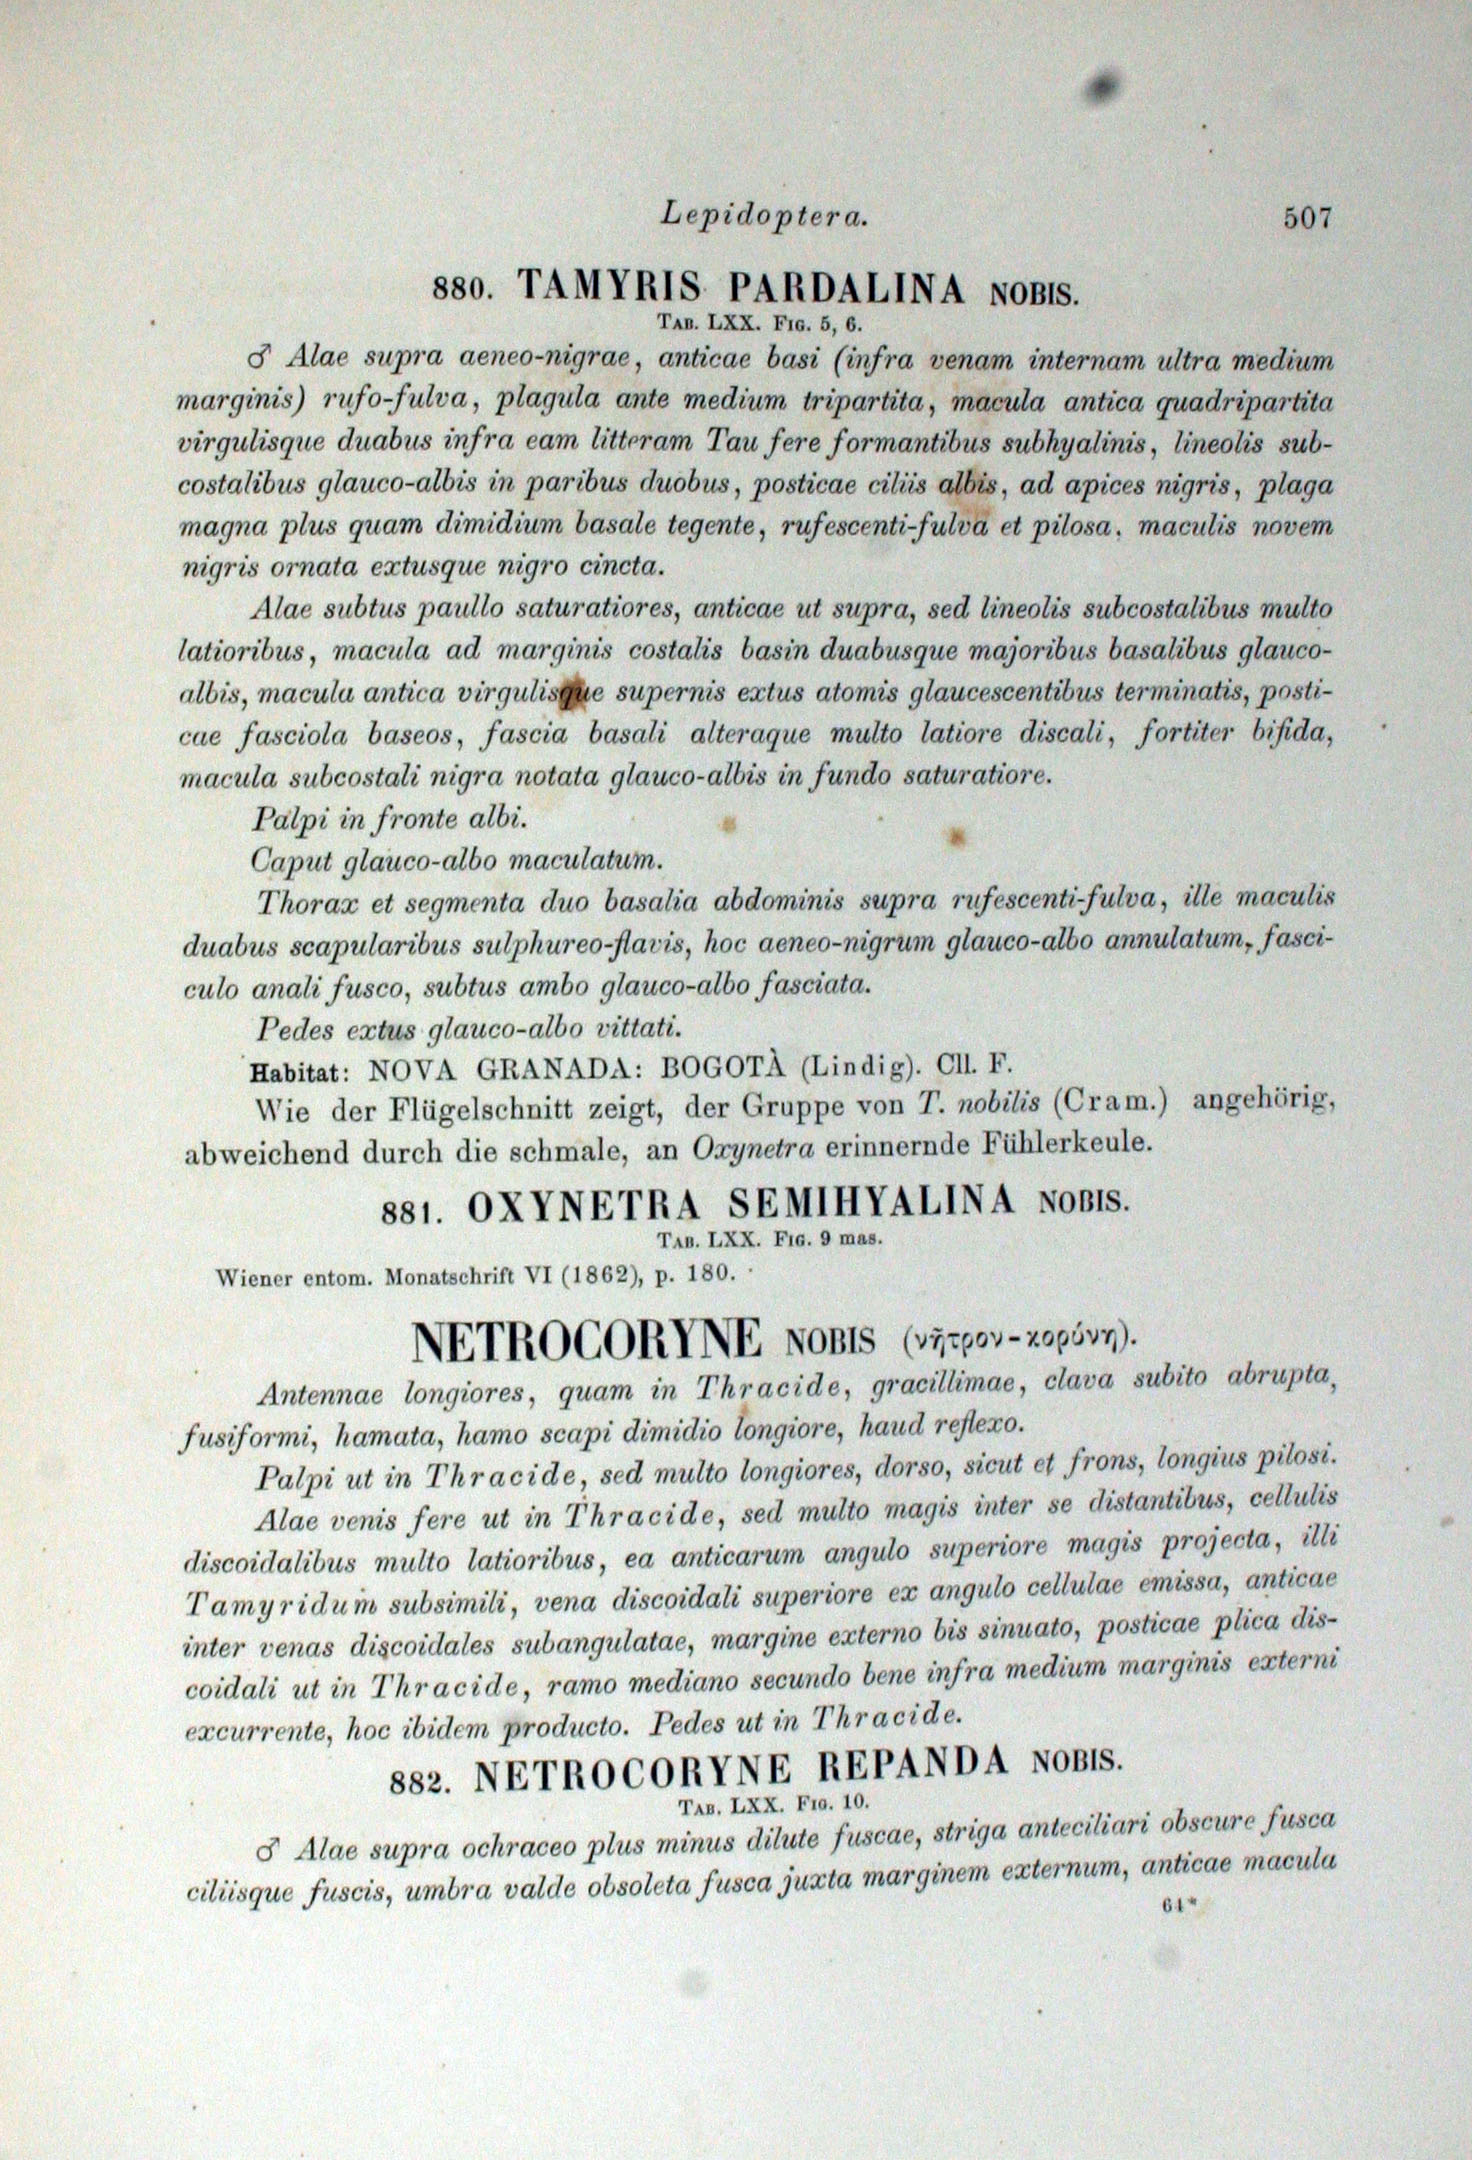 Lepidoptera. 507
880. TAMYRIS PARDALINA NOBIS.
TAB. LXX. FIG. 5, 6.
♂ Alae supra aeneo-nigrae, anticae basi (infra venam internam ultra medium
marginis) rufo-fulva, plagula ante medium tripartita, macula antica quadripartita
virgulisque duabus infra eam litteram Tau fere formantibus subhyalinis, lineolis sub-
costalibus glauco-albis in paribus duobus, posticae ciliis albis, ad apices nigris, plaga
magna plus quam dimidium basale tegente, rufescenti-fulva et pilosa, maculis novem
nigris ornata extusque nigro cincta.
Alae subtus paullo saturatiores, anticae ut supra, sed lineolis subcostalibus multo
latioribus, macula ad marginis costalis basin duabusque majoribus basalibus glauco-
albis, macula antica virgulisque supernis extus atomis glaucescentibus terminatis, posti-
cae fasciola baseos, fascia basali alteraque multo latiore discali, fortiter bifida,
macula subcostali nigra notata glauco-albis in fundo saturatiore.
Palpi in fronte albi.
Caput glauco-albo maculatum.
Thorax et segmenta duo basalia abdominis supra rufescenti-fulva, ille maculis
duabus scapularibus sulphureo-flavis, hoc aeneo-nigrum glauco-albo annulatum, fasci-
culo anali fusco, subtus ambo glauco-albo fasciata.
Pedes extus glauco-albo vittati.
Habitat: NOVA GRANADA: BOGOTÀ (Lindig). Cll. F.
Wie der Flügelschnitt zeigt, der Gruppe von T. nobilis (Cram.) angehörig,
abweichend durch die schmale, an Oxynetra erinnernde Fühlerkeule.
881. OXYNETRA SEMIHYALINA NOBIS.
TAB. LXX. FIG. 9 mas.
Wiener entom. Monatschrift VI (1862), p. 180.
NETROCORYNE NOBIS (νῆτρον-κορύνη).
Antennae longiores, quam in Thracide, gracillimae, clava subito abrupta,
fusiformi, hamata, hamo scapi dimidio longiore, haud reflexo.
Palpi ut in Thracide, sed multo longiores, dorso, sicut et frons, longius pilosi.
Alae venis fere ut in Thracide, sed multo magis inter se distantibus, cellulis
discoidalibus multo latioribus, ea anticarum angulo superiore magis projecta, illi
Tamyridum subsimili, vena discoidali superiore ex angulo cellulae emissa, anticae
inter venas discoidales subangulatae, margine externo bis sinuato, posticae plica dis-
coidali ut in Thracide, ramo mediano secundo bene infra medium marginis externi
excurrente, hoc ibidem producto. Pedes ut in Thracide.
882. NETROCORYNE REPANDA NOBIS.
TAB. LXX. FIG. 10.
♂ Alae supra ochraceo plus minus dilute fuscae, striga anteciliari obscure fusca
ciliisque fuscis, umbra valde obsoleta fusca juxta marginem externum, anticae macula
61*